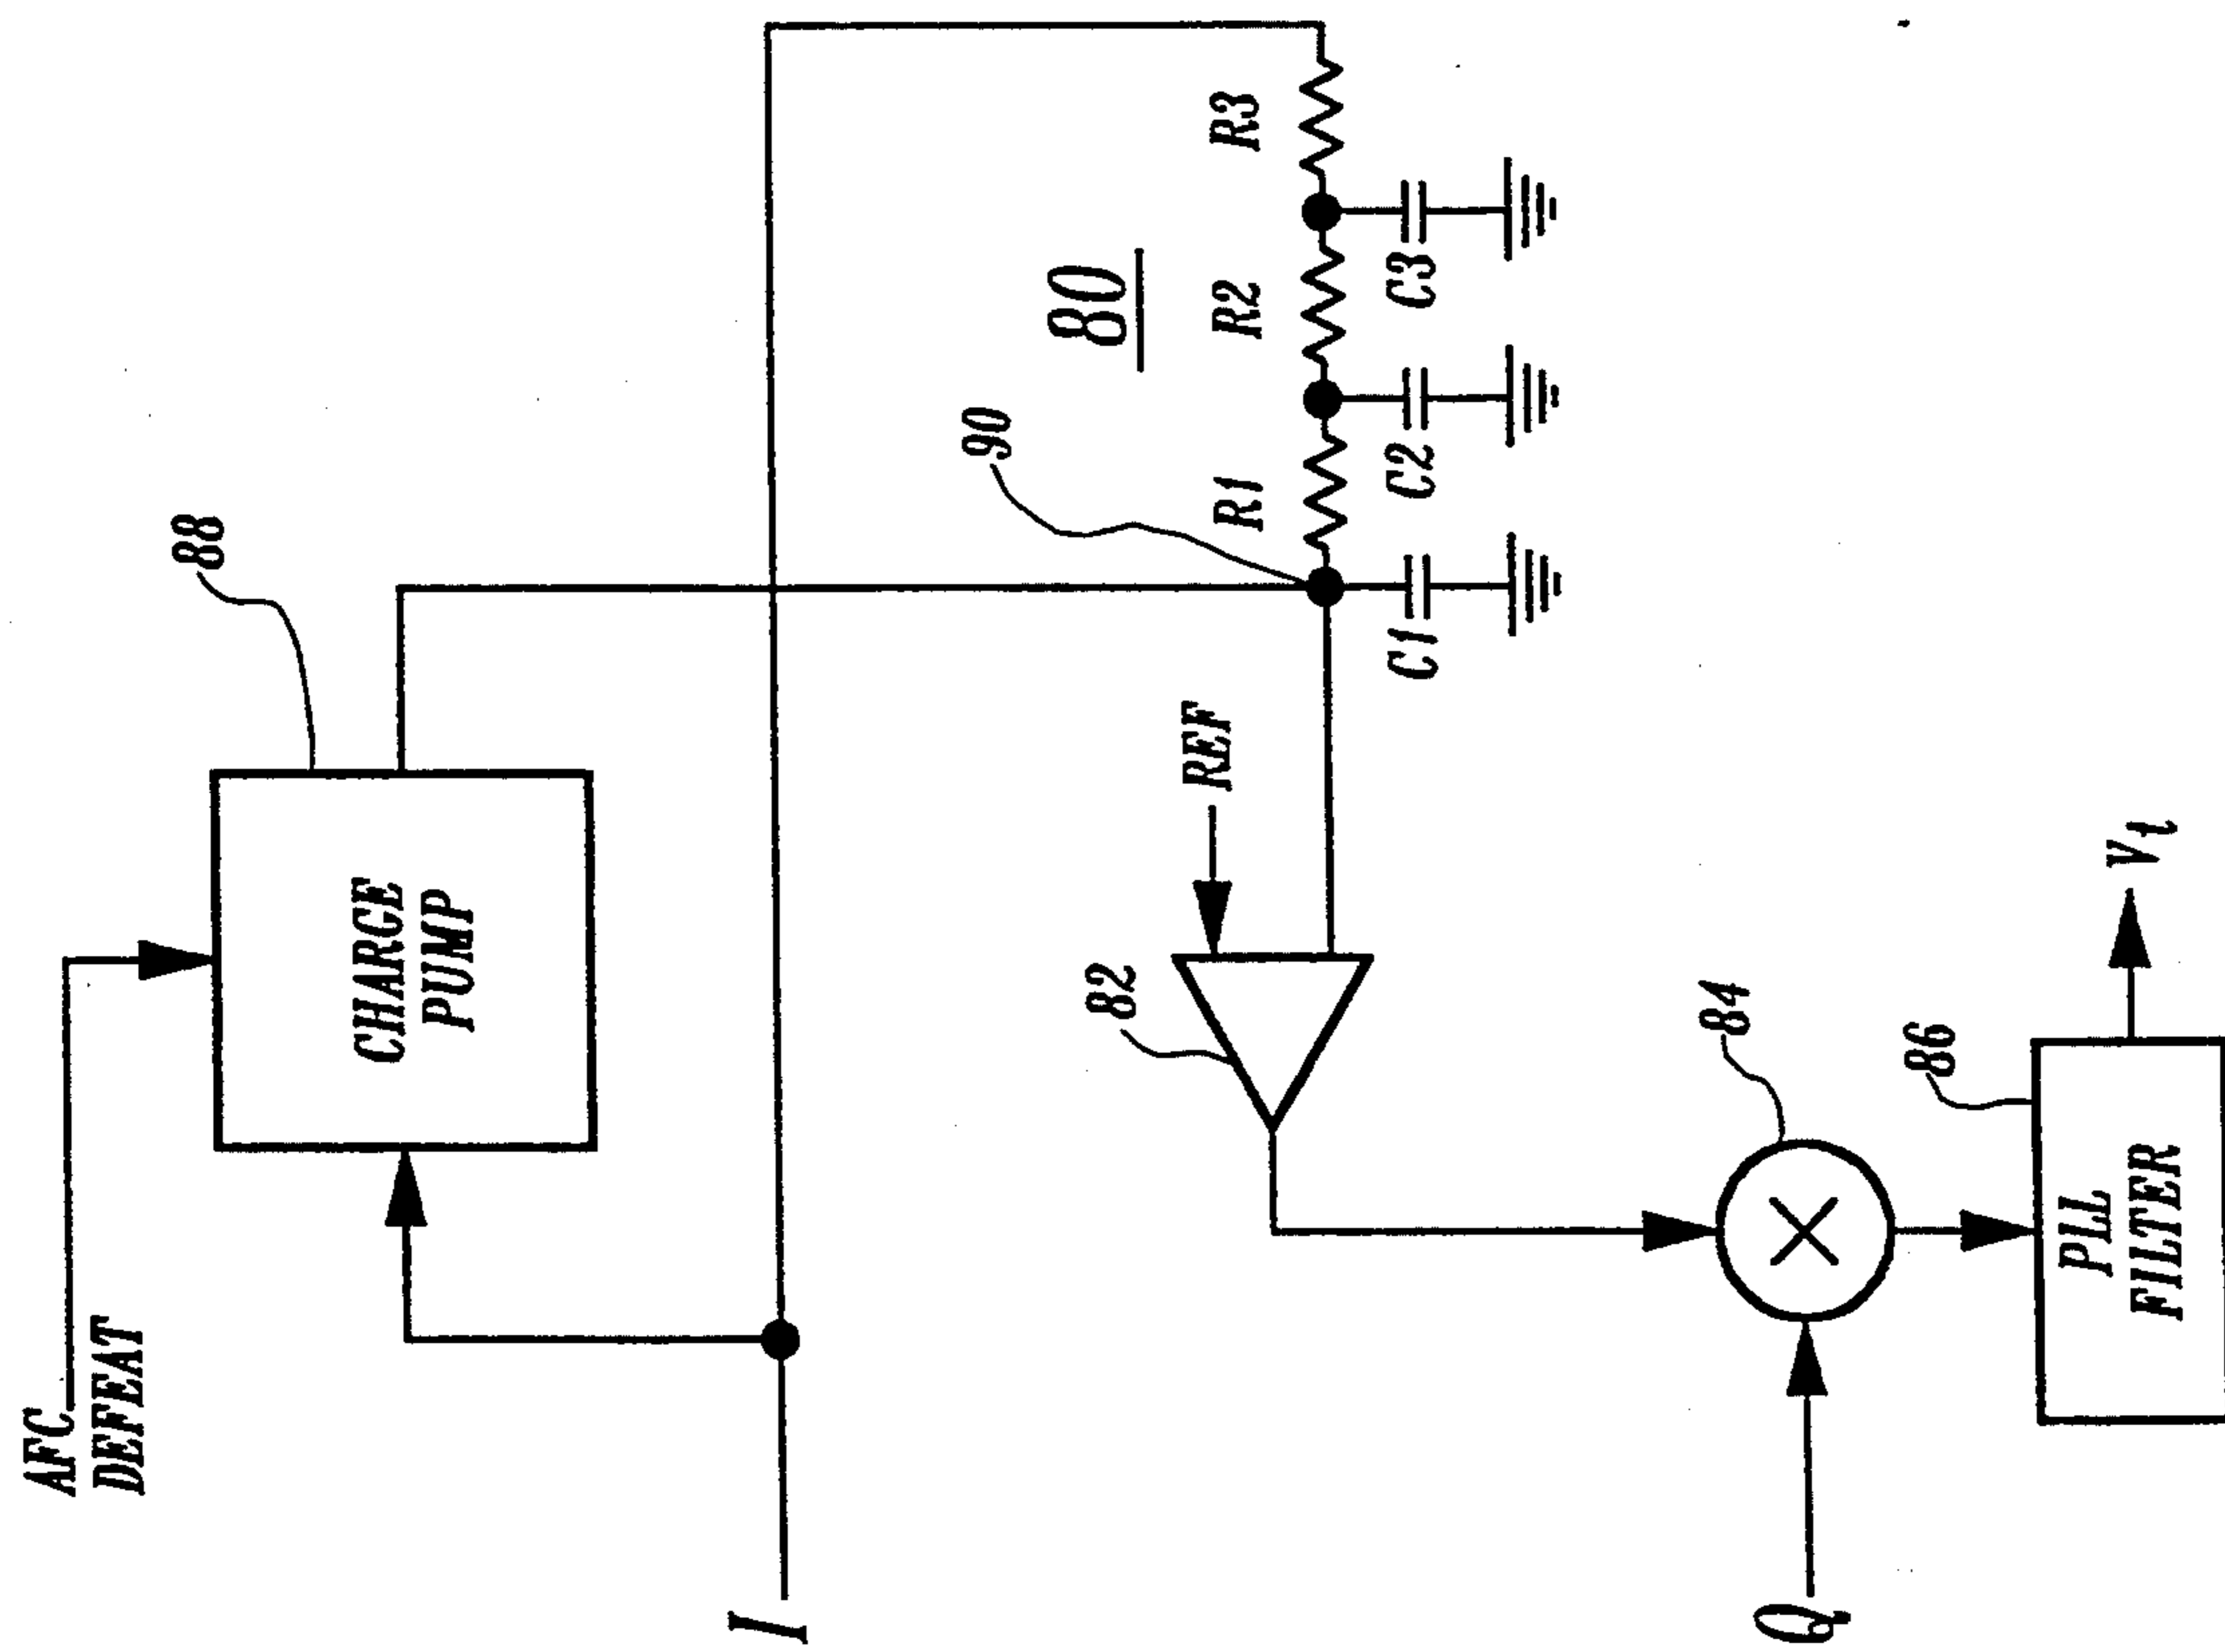 AFC
DEFEAT
88
CHARGE
PUMP
I
90
80
82
REF
R1
R2
R3
C1
C2
C3
84
Q
86
PLL
FILTER
Vt